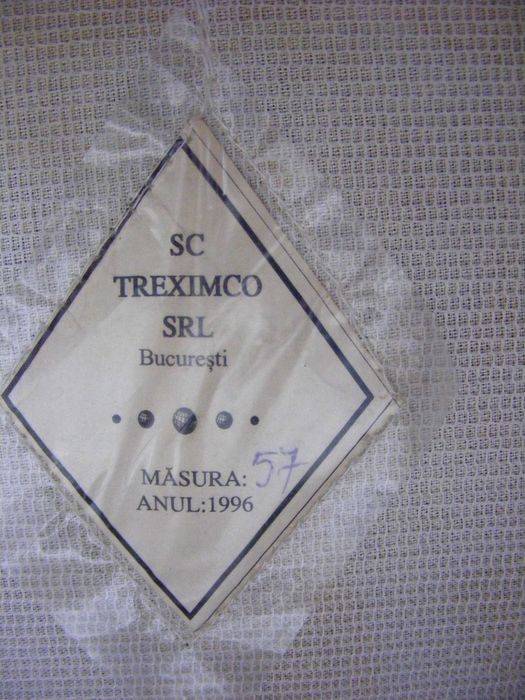 SC
TREXIMCO
SRL
București
MĂSURA: 57
ANUL:1996